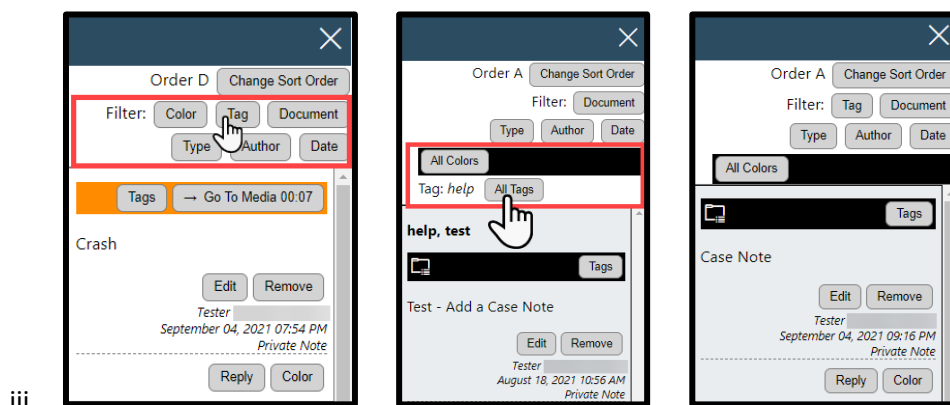 Order D Change Sort Order
Filter: Color Tag Document
Type Author Date
Tags → Go To Media 00:07
Crash
Edit Remove
Tester
September 04, 2021 07:54 PM
Private Note
Reply Color
Order A Change Sort Order
Filter: Document
Type Author Date
All Colors
Tag: help All Tags
help, test
Tags
Test - Add a Case Note
Edit Remove
Tester
August 18, 2021 10:56 AM
Private Note
Order A Change Sort Order
Filter: Tag Document
Type Author Date
All Colors
Tags
Case Note
Edit Remove
Tester
September 04, 2021 09:16 PM
Private Note
Reply Color
iii